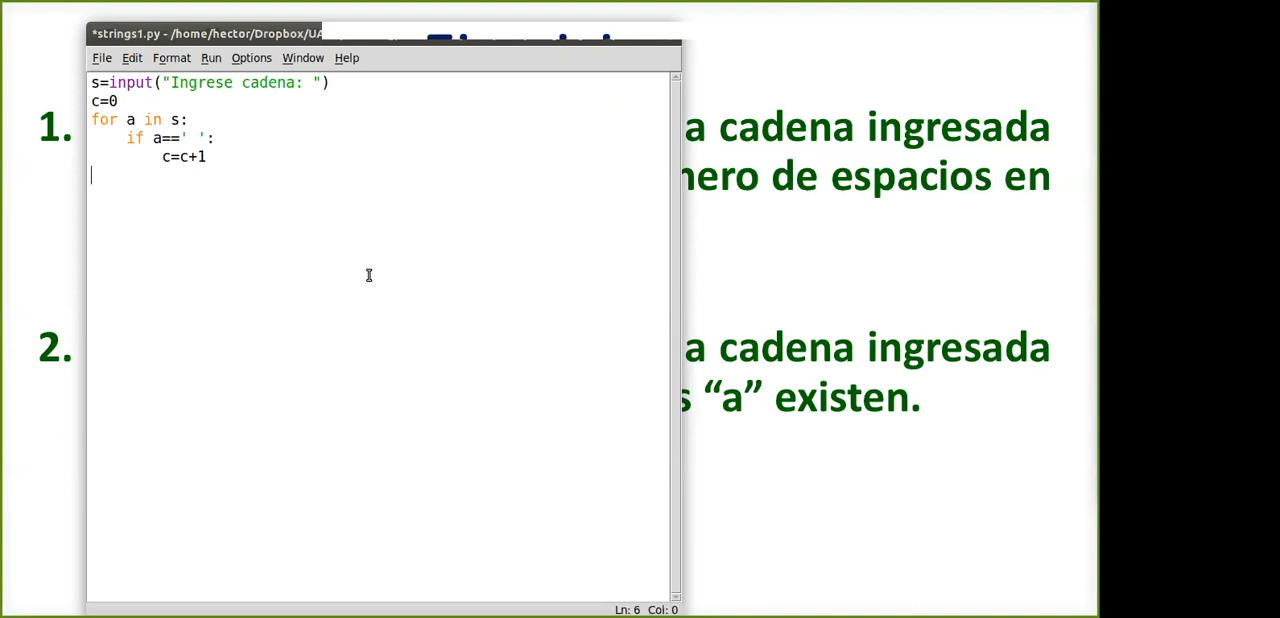 *strings1.py - /home/hector/Dropbox/UA
File Edit Format Run Options Window Help
s=input("Ingrese cadena: ")
c=0
for a in s:
    if a==' ':
        c=c+1
1.
a cadena ingresada
de espacios en
2.
a cadena ingresada
“a” existen.
Ln: 6 Col: 0